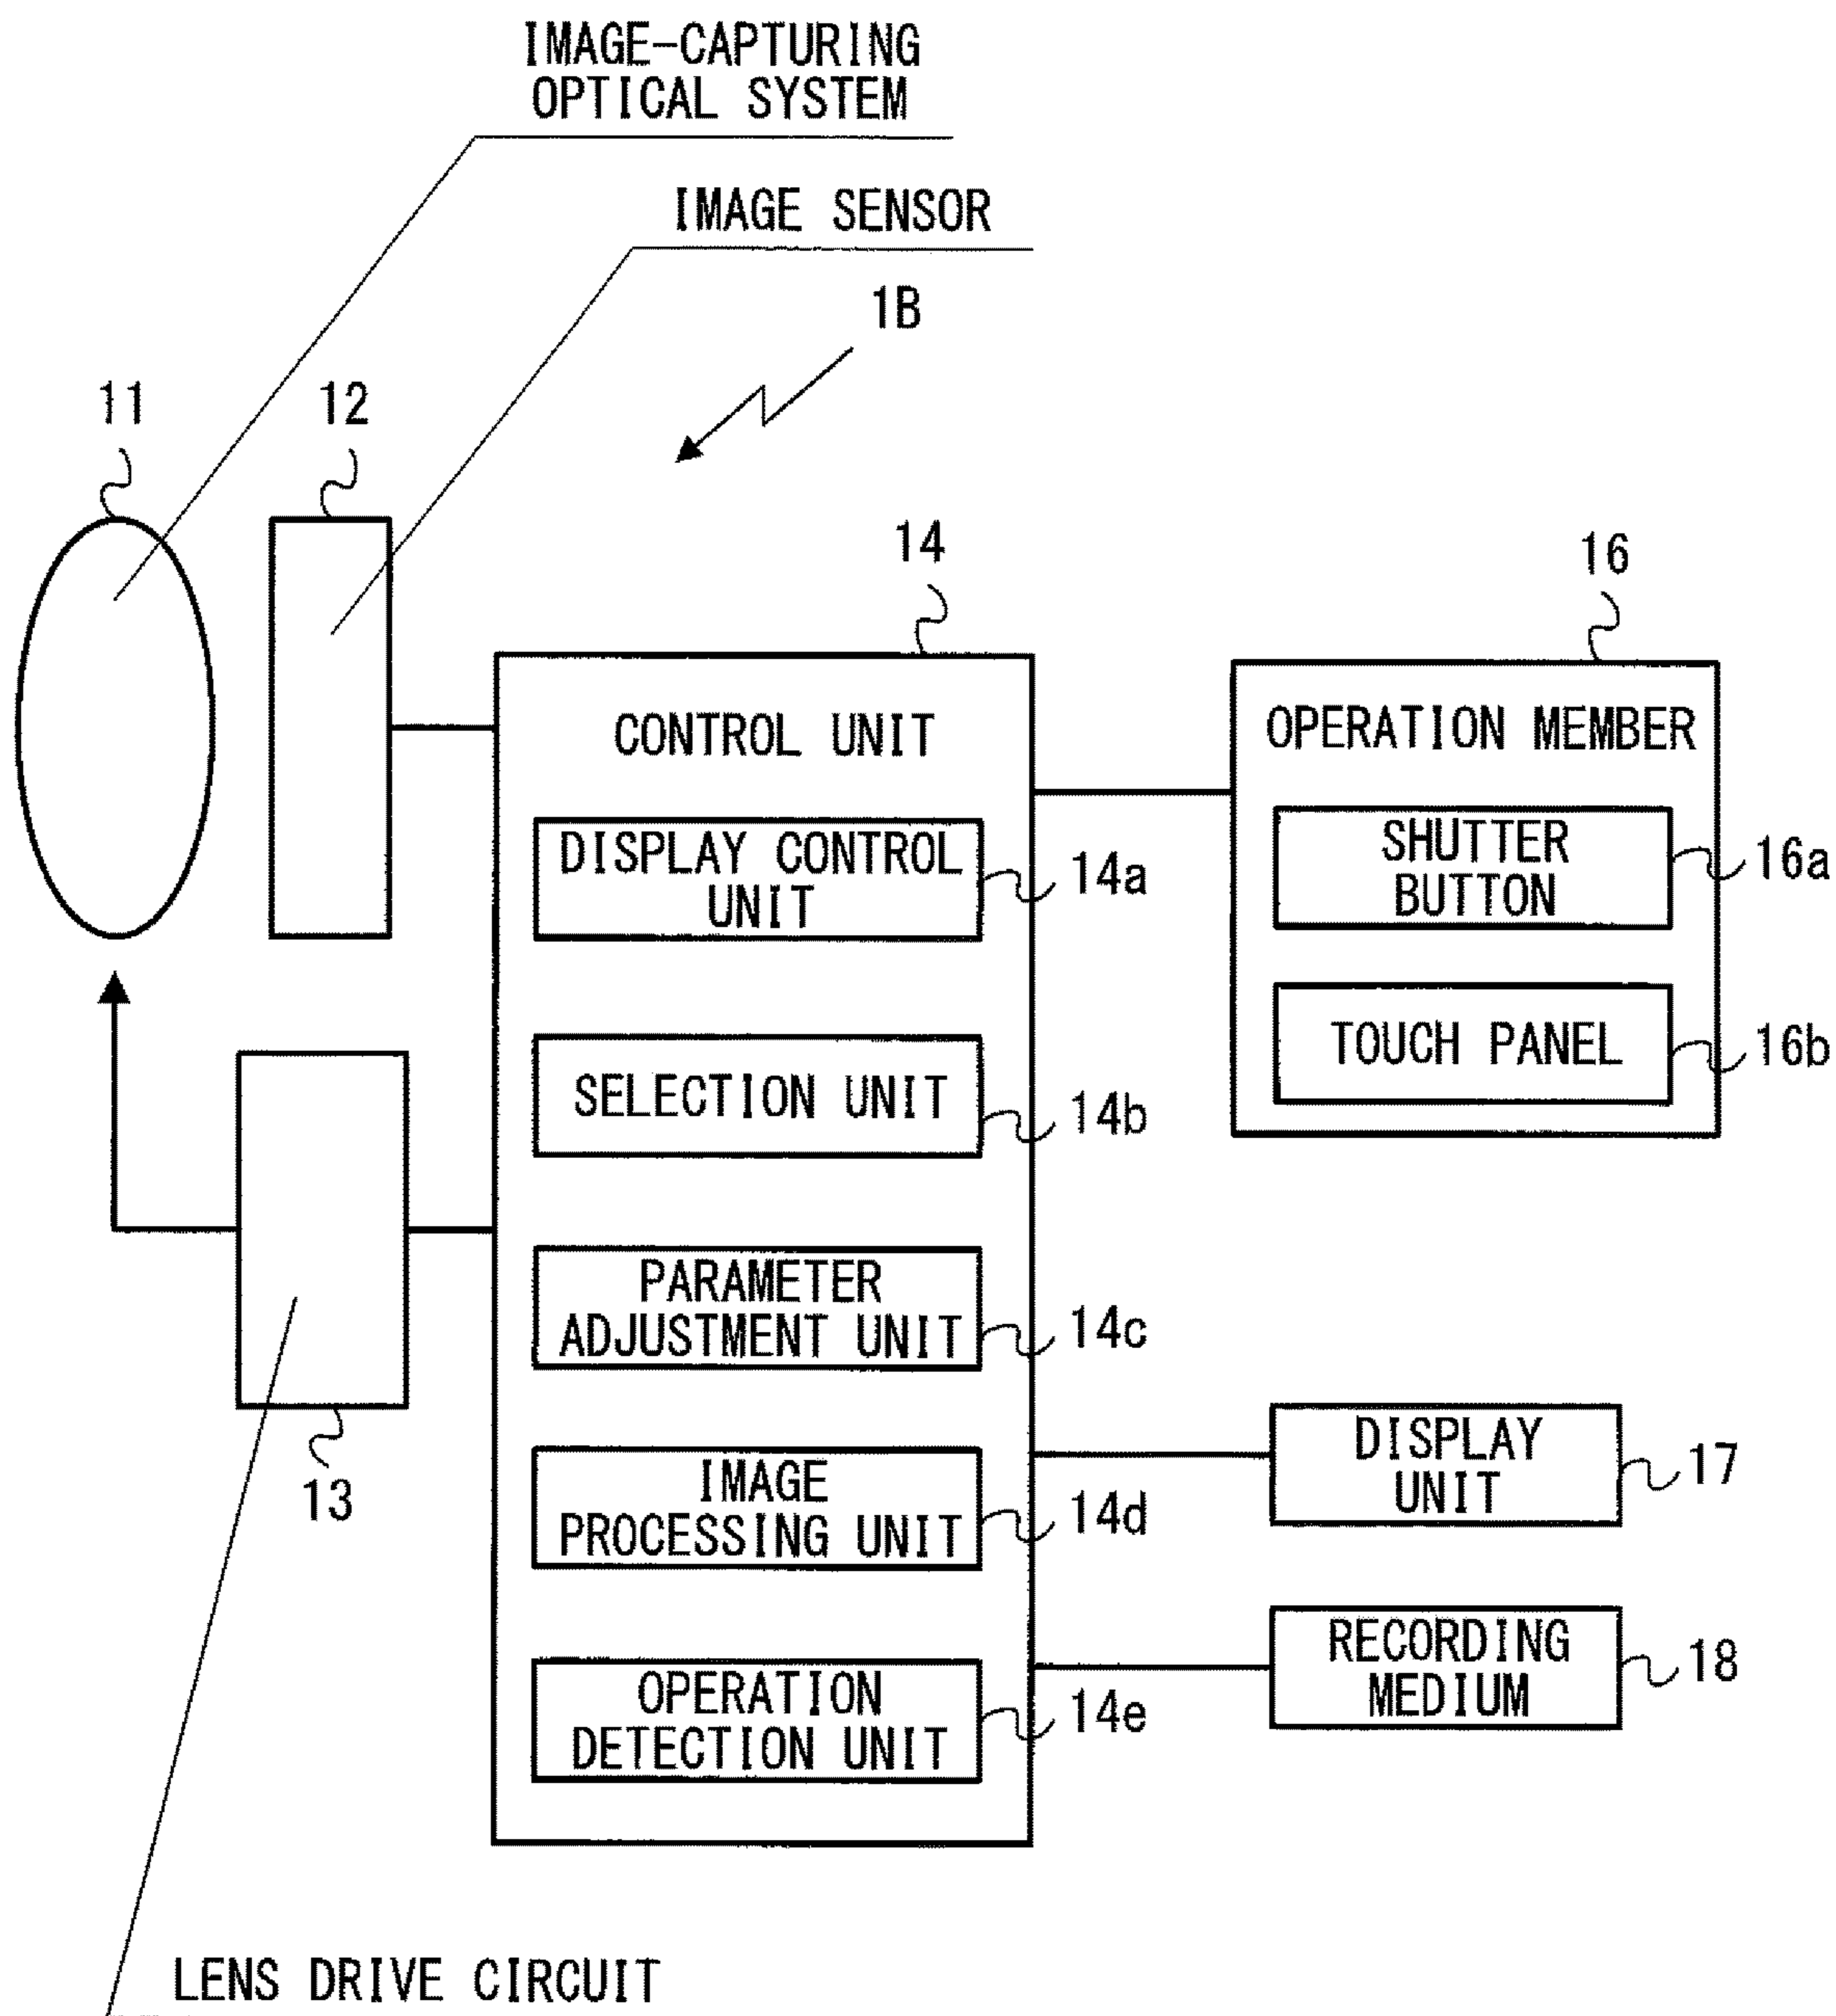 IMAGE-CAPTURING
OPTICAL SYSTEM
IMAGE SENSOR
1B
11
12
14
16
CONTROL UNIT
OPERATION MEMBER
DISPLAY CONTROL
UNIT
14a
SHUTTER
BUTTON
16a
SELECTION UNIT
14b
TOUCH PANEL
16b
PARAMETER
ADJUSTMENT UNIT
14c
13
IMAGE
PROCESSING UNIT
14d
DISPLAY
UNIT
17
OPERATION
DETECTION UNIT
14e
RECORDING
MEDIUM
18
LENS DRIVE CIRCUIT